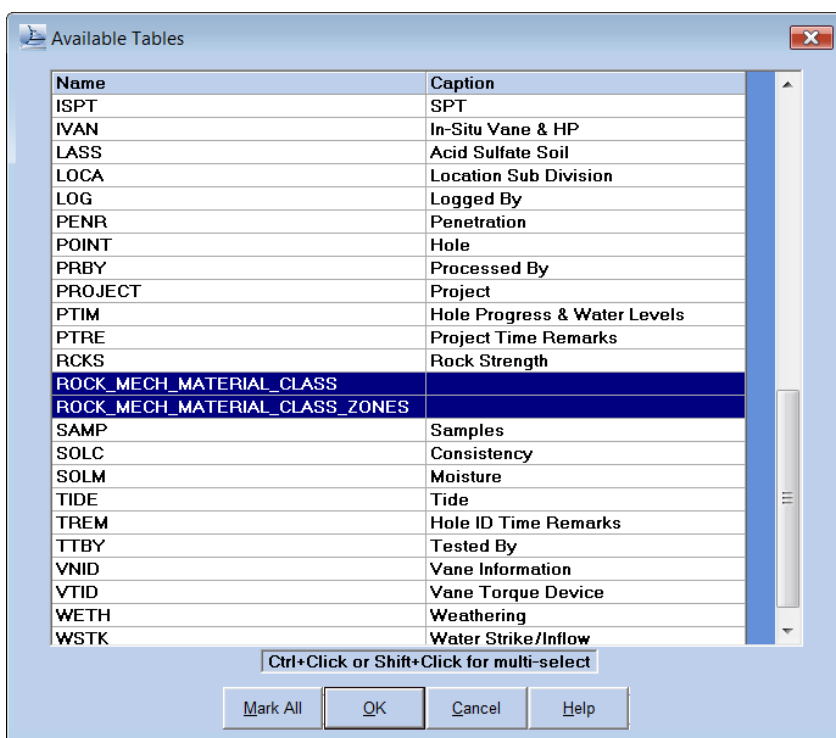 Available Tables
Name Caption
ISPT SPT
IVAN In-Situ Vane & HP
LASS Acid Sulfate Soil
LOCA Location Sub Division
LOG Logged By
PENR Penetration
POINT Hole
PRBY Processed By
PROJECT Project
PTIM Hole Progress & Water Levels
PTRE Project Time Remarks
RCKS Rock Strength
ROCK_MECH_MATERIAL_CLASS
ROCK_MECH_MATERIAL_CLASS_ZONES
SAMP Samples
SOLC Consistency
SOLM Moisture
TIDE Tide
TREM Hole ID Time Remarks
TTBY Tested By
VNID Vane Information
VTID Vane Torque Device
WETH Weathering
WSTK Water Strike/Inflow
Ctrl+Click or Shift+Click for multi-select
Mark All OK Cancel Help